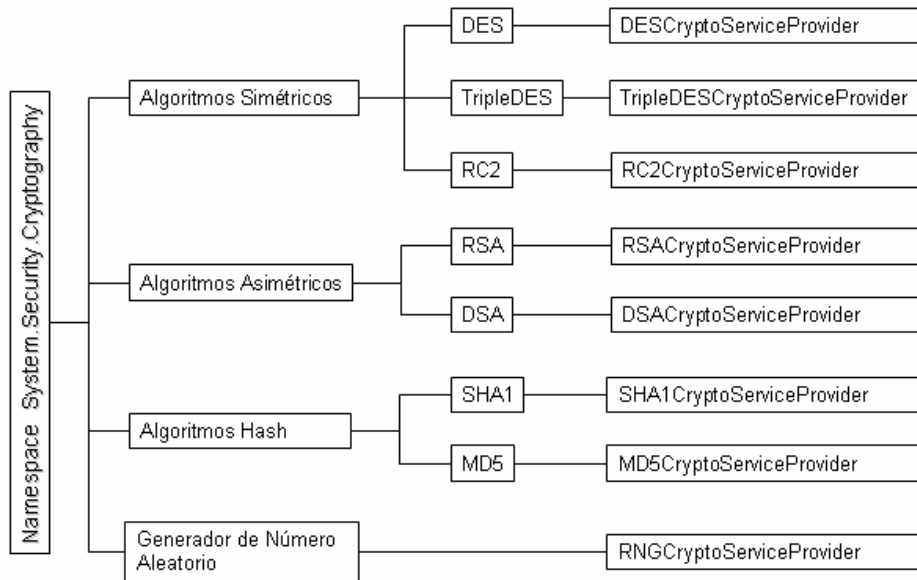 Namespace System.Security.Cryptography
Algoritmos Simétricos
DES
DESCryptoServiceProvider
TripleDES
TripleDESCryptoServiceProvider
RC2
RC2CryptoServiceProvider
Algoritmos Asimétricos
RSA
RSACryptoServiceProvider
DSA
DSACryptoServiceProvider
Algoritmos Hash
SHA1
SHA1CryptoServiceProvider
MD5
MD5CryptoServiceProvider
Generador de Número
Aleatorio
RNGCryptoServiceProvider